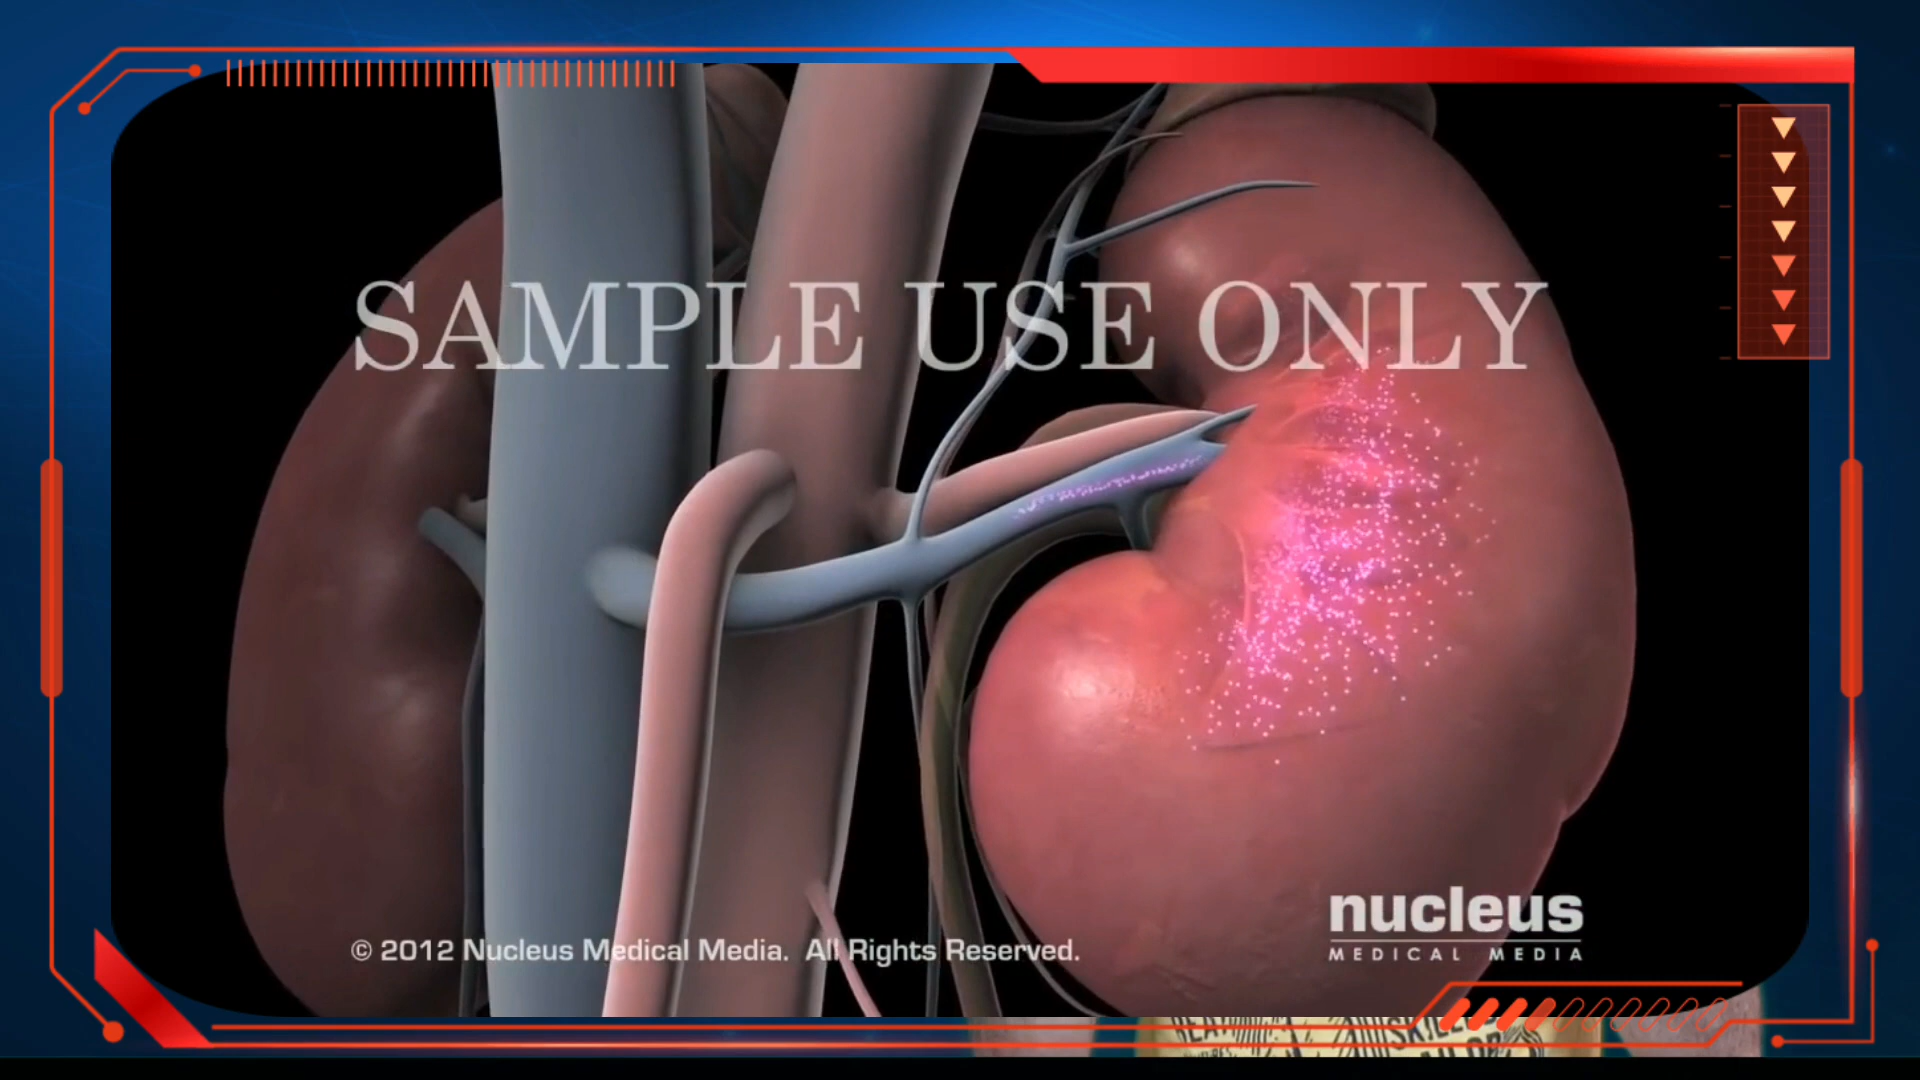 SAMPLE USE ONLY
© 2012 Nucleus Medical Media. All Rights Reserved.
nucleus
MEDICAL MEDIA